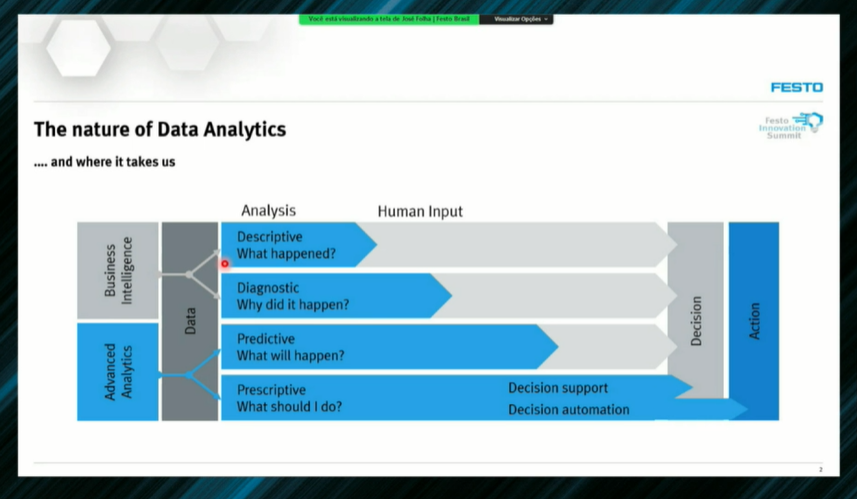 Você está visualizando a tela de José Felha | Festo Brasil
Visualizar Opções
FESTO
Festo
Innovation
Summit
The nature of Data Analytics
.... and where it takes us
Analysis
Human Input
Business
Intelligence
Advanced
Analytics
Data
Descriptive
What happened?
Diagnostic
Why did it happen?
Predictive
What will happen?
Prescriptive
What should I do?
Decision support
Decision automation
Decision
Action
2